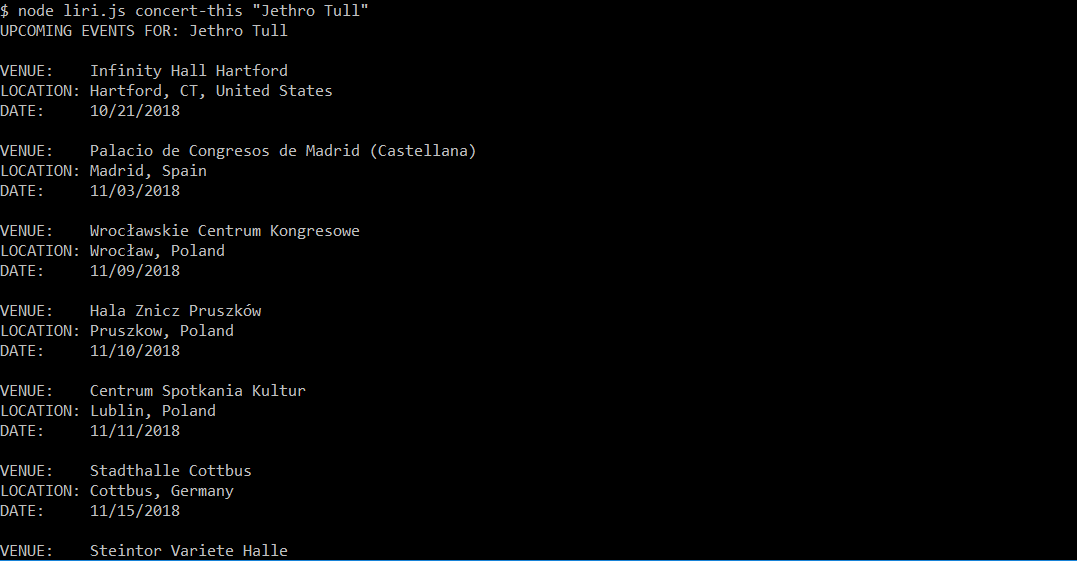 $ node liri.js concert-this "Jethro Tull"
UPCOMING EVENTS FOR: Jethro Tull
VENUE:    Infinity Hall Hartford
LOCATION: Hartford, CT, United States
DATE:     10/21/2018
VENUE:    Palacio de Congresos de Madrid (Castellana)
LOCATION: Madrid, Spain
DATE:     11/03/2018
VENUE:    Wrocławskie Centrum Kongresowe
LOCATION: Wrocław, Poland
DATE:     11/09/2018
VENUE:    Hala Znicz Pruszków
LOCATION: Pruszkow, Poland
DATE:     11/10/2018
VENUE:    Centrum Spotkania Kultur
LOCATION: Lublin, Poland
DATE:     11/11/2018
VENUE:    Stadthalle Cottbus
LOCATION: Cottbus, Germany
DATE:     11/15/2018
VENUE:    Steintor Variete Halle